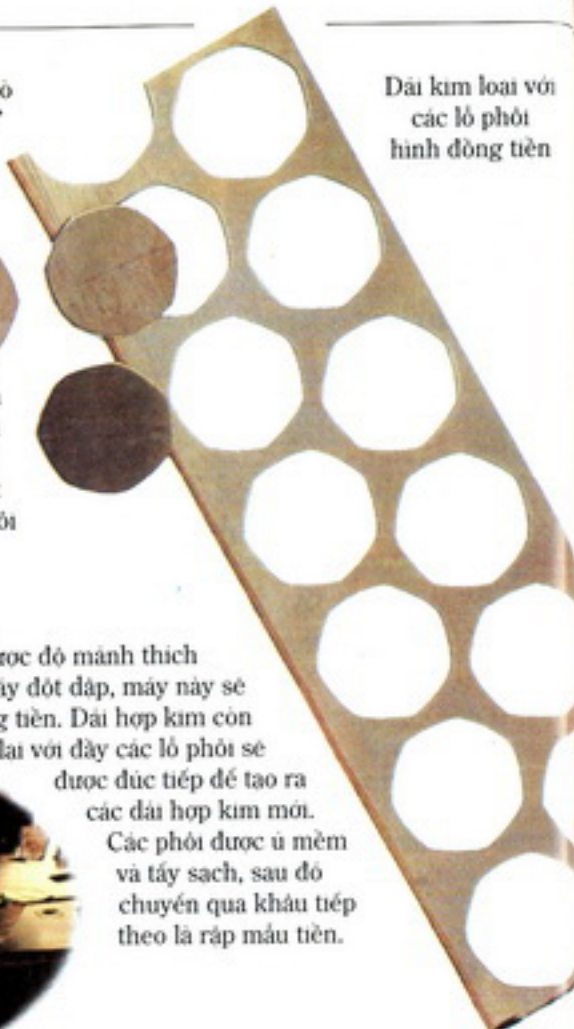 Dải kim loại với
các lỗ phôi
hình đồng tiền
độ mảnh thích
đột dập, máy này sẽ
tiền. Dải hợp kim còn
lại với đầy các lỗ phôi sẽ
được đúc tiếp để tạo ra
các dải hợp kim mới.
Các phôi được ủ mềm
và tẩy sạch, sau đó
chuyển qua khâu tiếp
theo là rập mẫu tiền.